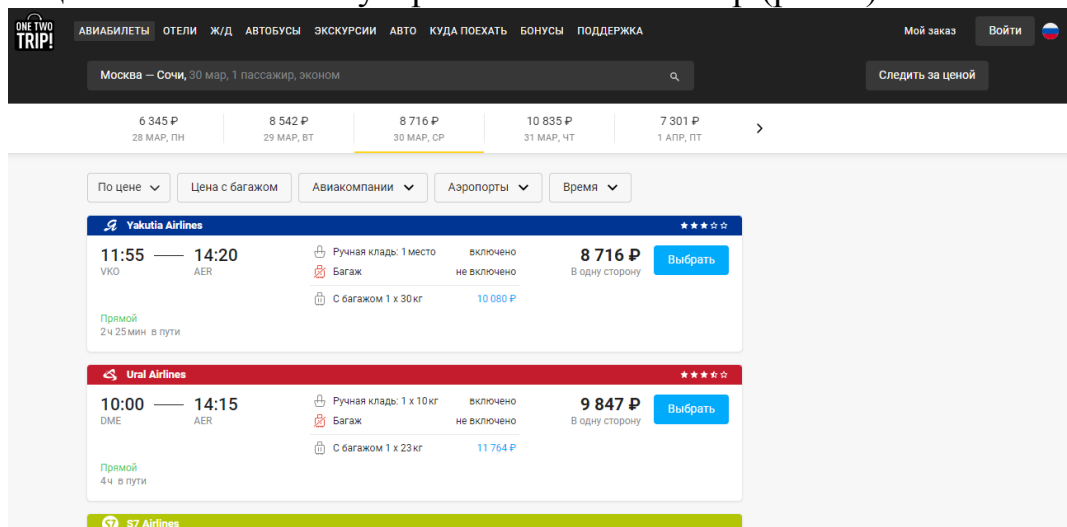 ONE TWO
TRIP!
АВИАБИЛЕТЫ ОТЕЛИ Ж/Д АВТОБУСЫ ЭКСКУРСИИ АВТО КУДА ПОЕХАТЬ БОНУСЫ ПОДДЕРЖКА Мой заказ Войти
Москва — Сочи, 30 мар, 1 пассажир, эконом Следить за ценой
6 345 ₽ 8 542 ₽ 8 716 ₽ 10 835 ₽ 7 301 ₽
28 МАР, ПН 29 МАР, ВТ 30 МАР, СР 31 МАР, ЧТ 1 АПР, ПТ
По цене Цена с багажом Авиакомпании Аэропорты Время
Yakutia Airlines
11:55 — 14:20 Ручная кладь: 1 место включено 8 716 ₽ Выбрать
VKO AER Багаж не включено В одну сторону
С багажом 1 x 30 кг 10 080 ₽
Прямой
2 ч 25 мин в пути
Ural Airlines
10:00 — 14:15 Ручная кладь: 1 x 10 кг включено 9 847 ₽ Выбрать
DME AER Багаж не включено В одну сторону
С багажом 1 x 23 кг 11 764 ₽
Прямой
4 ч в пути
S7 Airlines